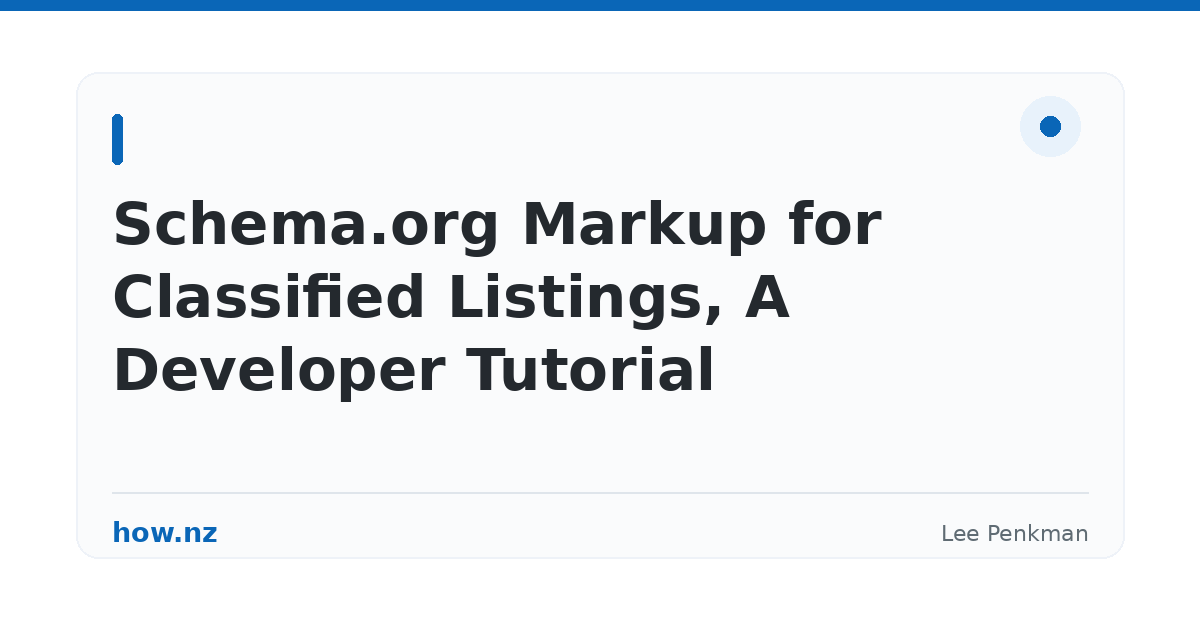 Schema.org Markup for
Classified Listings, A
Developer Tutorial
how.nz
Lee Penkman